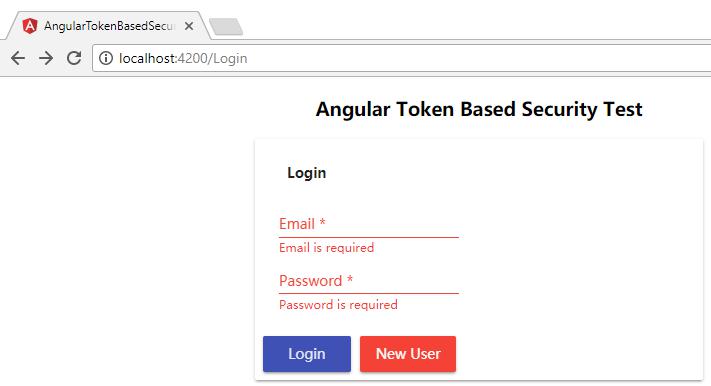 AngularTokenBasedSecu
localhost:4200/Login
Angular Token Based Security Test
Login
Email *
Email is required
Password *
Password is required
Login New User